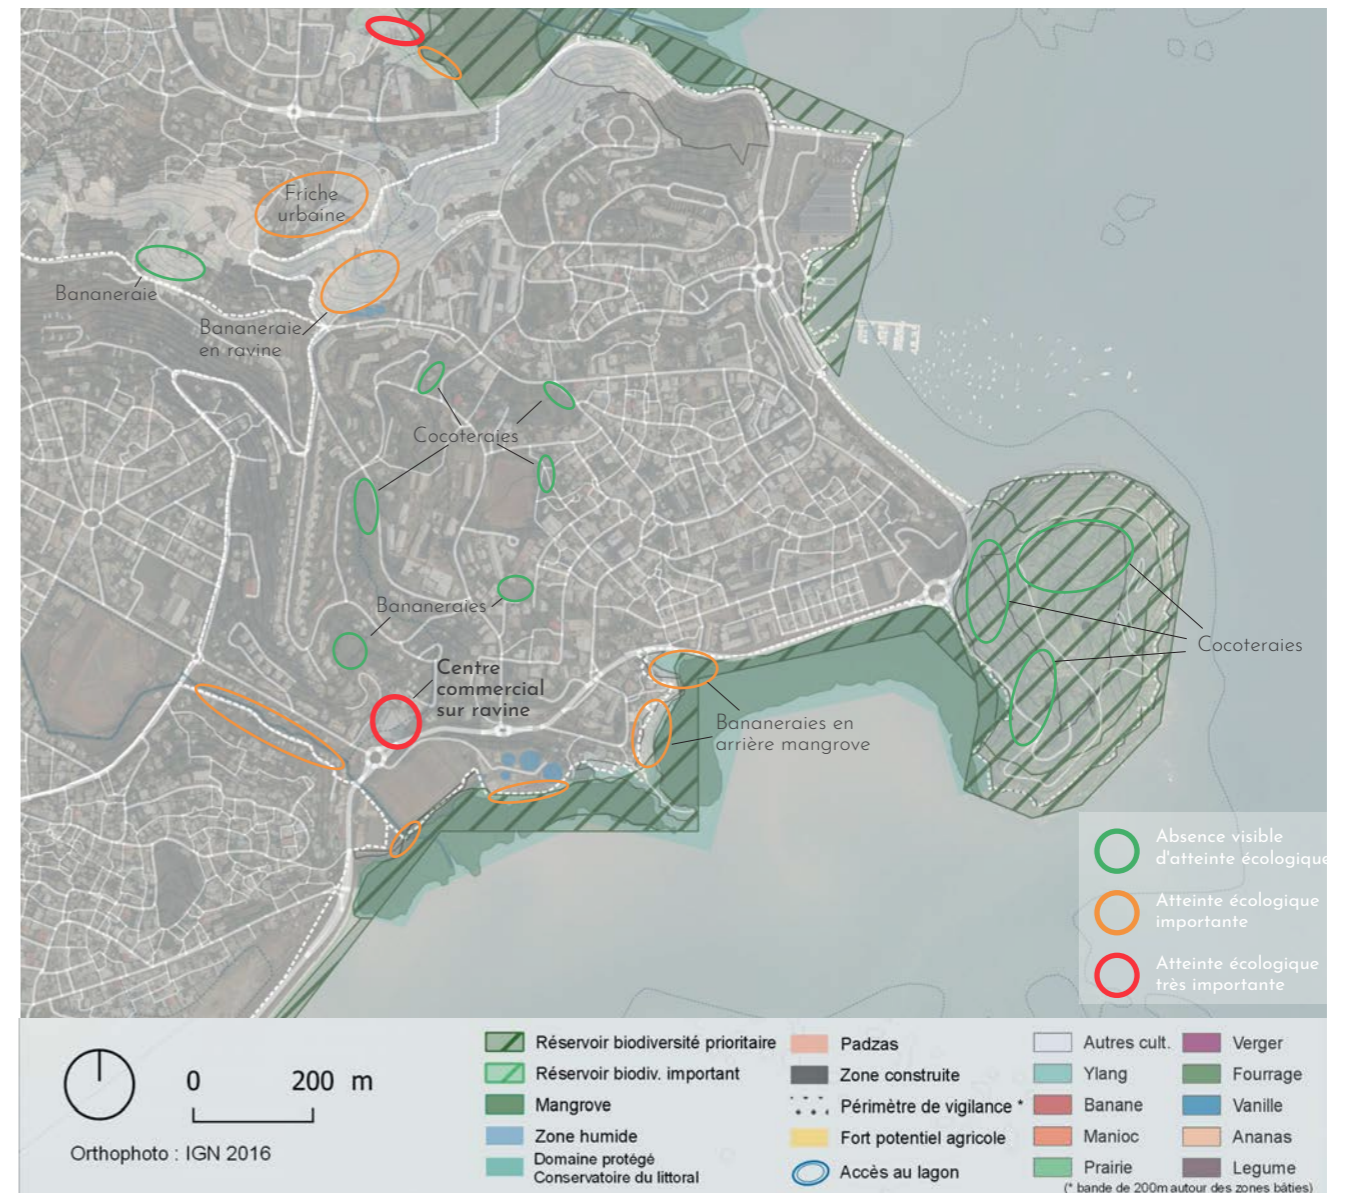 Friche
urbaine
Bananeraie
Bananeraie
en ravine
Cocoteraies
Bananeraies
Centre
commercial
sur ravine
Cocoteraies
Bananeraies en
arrière mangrove
Absence visible
d'atteinte écologique
Atteinte écologique
importante
Atteinte écologique
très importante
0 200 m
Orthophoto : IGN 2016
Réservoir biodiversité prioritaire
Réservoir biodiv. important
Mangrove
Zone humide
Domaine protégé
Conservatoire du littoral
Padzas
Zone construite
Périmètre de vigilance *
Fort potentiel agricole
Accès au lagon
Autres cult.
Ylang
Banane
Manioc
Prairie
Verger
Fourrage
Vanille
Ananas
Legume
(* bande de 200m autour des zones bâties)